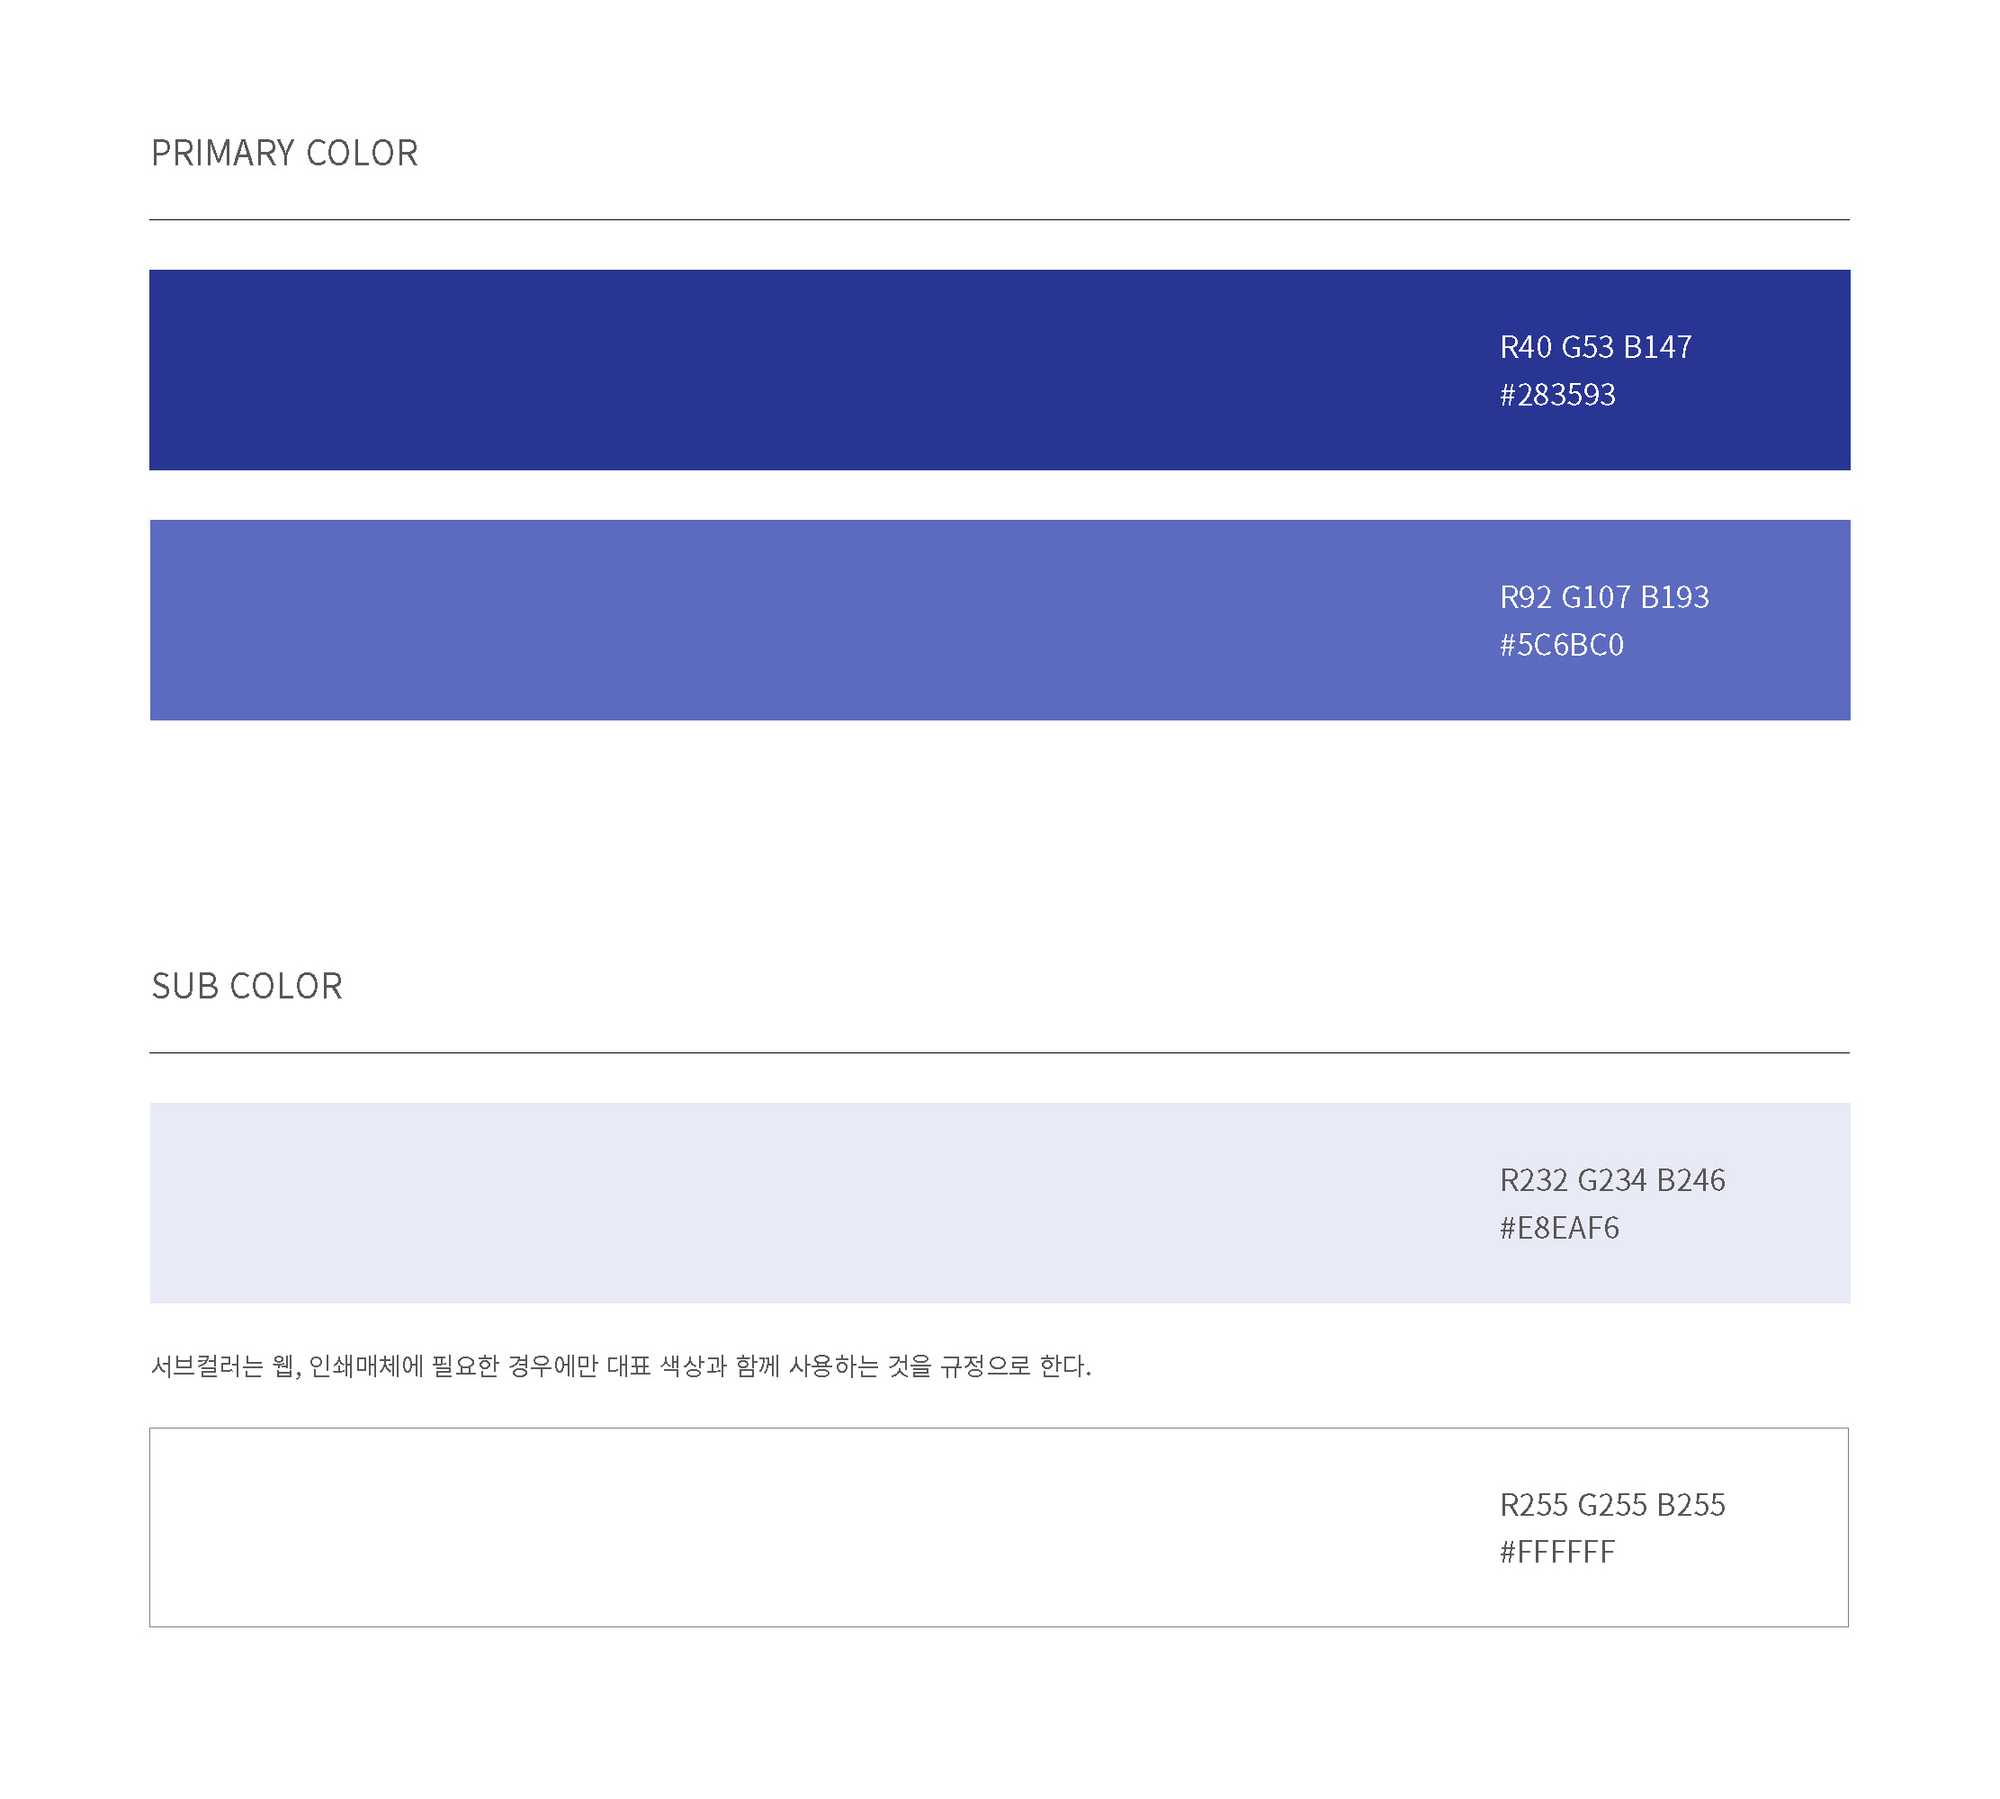 PRIMARY COLOR
R40 G53 B147
#283593
R92 G107 B193
#5C6BC0
SUB COLOR
R232 G234 B246
#E8EAF6
서브컬러는 웹, 인쇄매체에 필요한 경우에만 대표 색상과 함께 사용하는 것을 규정으로 한다.
R255 G255 B255
#FFFFFF